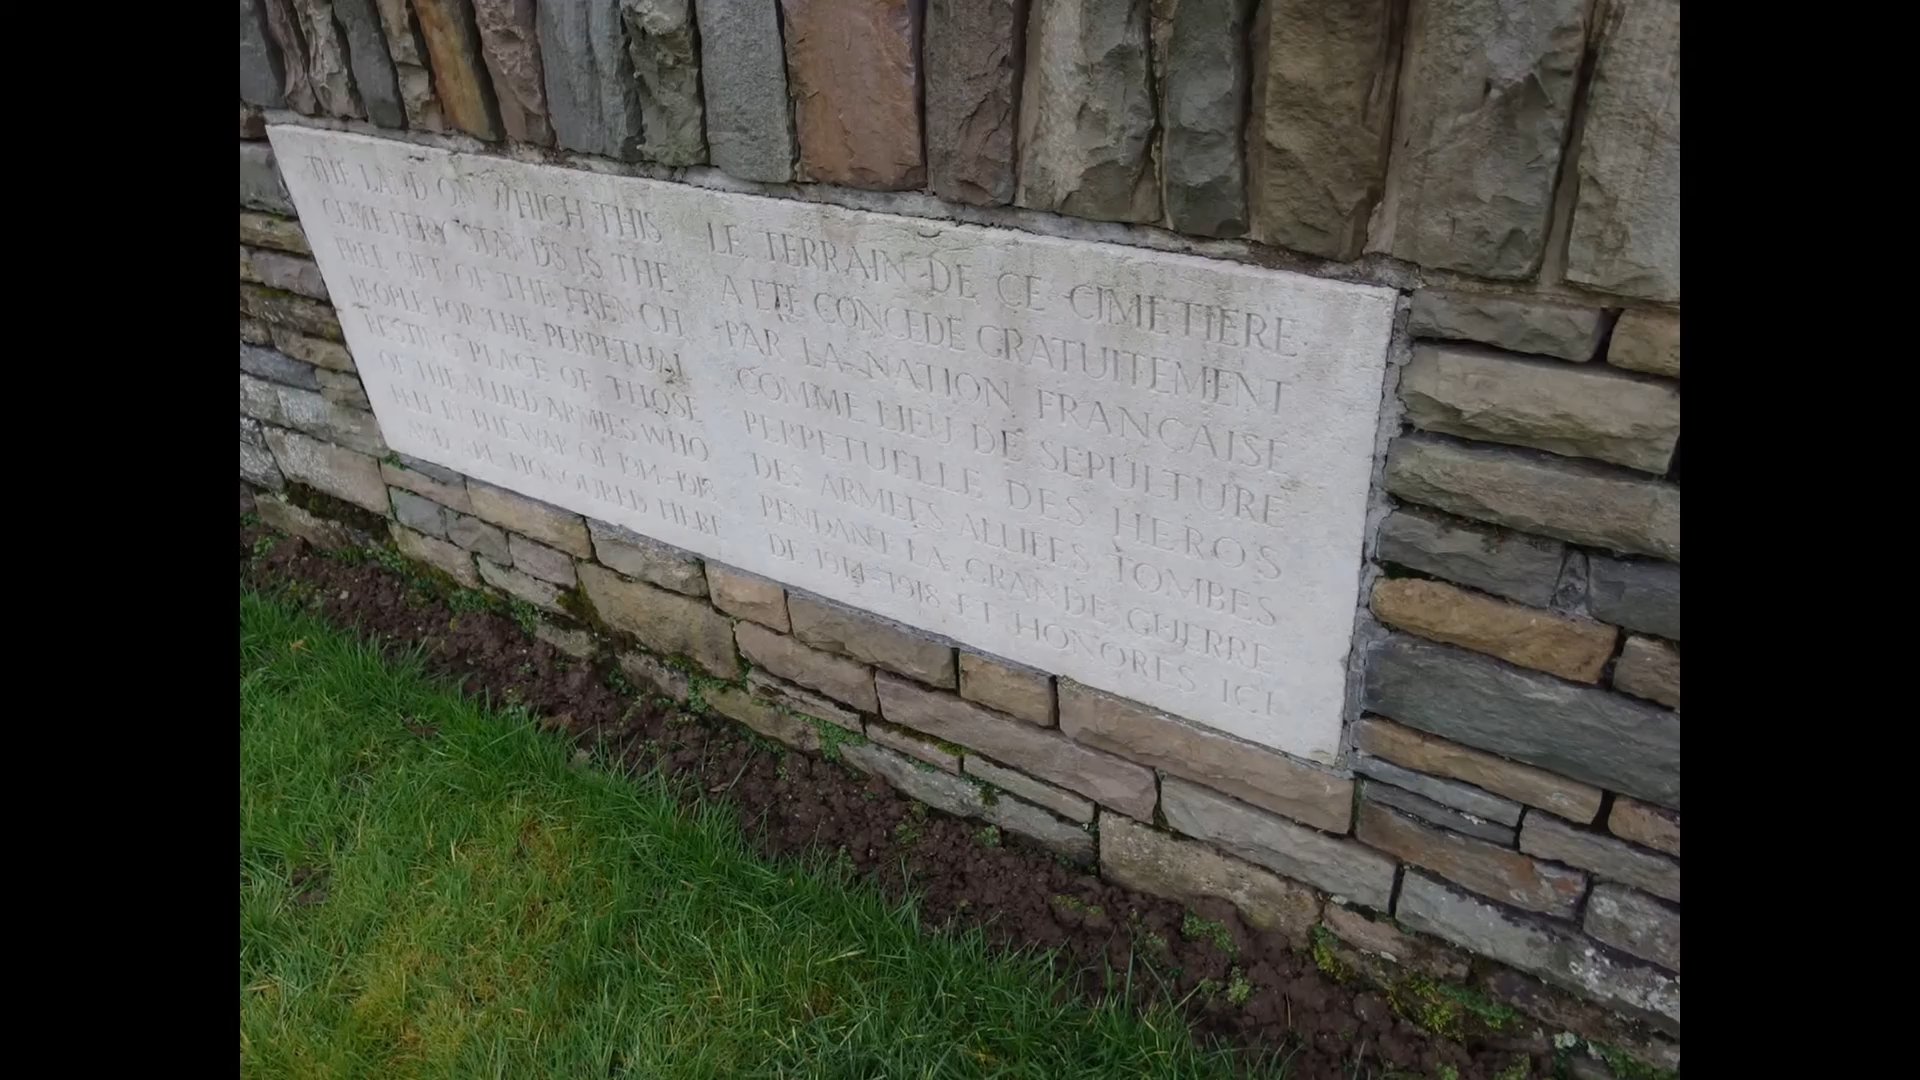 THE LAND ON WHICH THIS
CEMETERY STANDS IS THE
FREE GIFT OF THE FRENCH
PEOPLE FOR THE PERPETUAL
RESTING PLACE OF THOSE
OF THE ALLIED ARMIES WHO
FELL IN THE WAR OF 1914-1918
AND ARE HONOURED HERE
LE TERRAIN DE CE CIMETIERE
A ETE CONCEDE GRATUITEMENT
PAR LA NATION FRANÇAISE
COMME LIEU DE SEPULTURE
PERPETUELLE DES HEROS
DES ARMEES ALLIEES TOMBES
PENDANT LA GRANDE GUERRE
DE 1914-1918 ET HONORES ICI